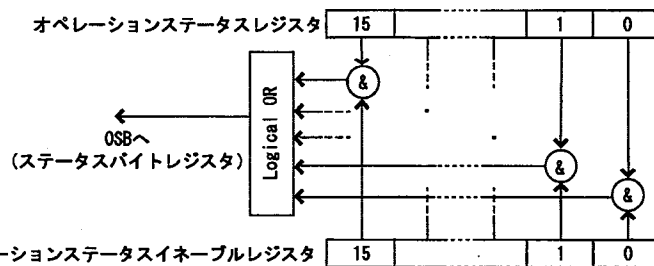 オペレーションステータスレジスタ 15 1 0
&
Logical OR
OSBへ
(ステータスバイトレジスタ)
&
&
ーションステータスイネーブルレジスタ 15 1 0